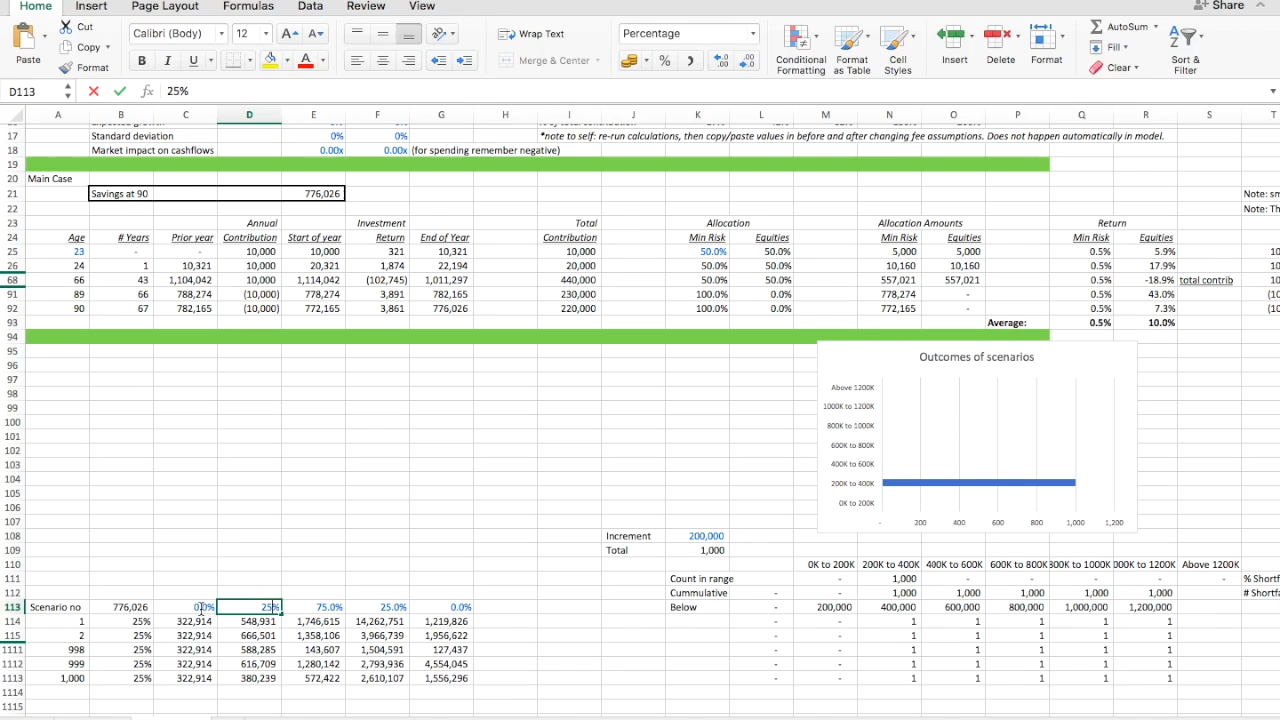 Home Insert Page Layout Formulas Data Review View Share
Paste Cut Copy Format
Calibri (Body) 12 A A Wrap Text Percentage AutoSum
B I U A Merge & Center % Fill Clear
Conditional Formatting Format as Table Cell Styles Insert Delete Format Sort & Filter
D113 fx 25%
A B C D E F G H I J K L M N O P Q R S T
17 Standard deviation 0% 0% *note to self: re-run calculations, then copy/paste values in before and after changing fee assumptions. Does not happen automatically in model.
18 Market impact on cashflows 0.00x 0.00x (for spending remember negative)
19
20 Main Case
21 Savings at 90 776,026 Note: sm
22 Note: Th
23 Annual Investment Total Allocation Allocation Amounts Return
24 Age # Years Prior year Contribution Start of year Return End of Year Contribution Min Risk Equities Min Risk Equities Min Risk Equities
25 23 - - 10,000 10,000 321 10,321 10,000 50.0% 50.0% 5,000 5,000 0.5% 5.9%
26 24 1 10,321 10,000 20,321 1,874 22,194 20,000 50.0% 50.0% 10,160 10,160 0.5% 17.9%
68 66 43 1,104,042 10,000 1,114,042 (102,745) 1,011,297 440,000 50.0% 50.0% 557,021 557,021 0.5% -18.9% total contrib
91 89 66 788,274 (10,000) 778,274 3,891 782,165 230,000 100.0% 0.0% 778,274 - 0.5% 43.0%
92 90 67 782,165 (10,000) 772,165 3,861 776,026 220,000 100.0% 0.0% 772,165 - 0.5% 7.3%
93 Average: 0.5% 10.0%
94
95
96 Outcomes of scenarios
97
98 Above 1200K
99 1000K to 1200K
100 800K to 1000K
101
102 600K to 800K
103 400K to 600K
104 200K to 400K
105
106 0K to 200K
107 - 200 400 600 800 1,000 1,200
108 Increment 200,000
109 Total 1,000
110 0K to 200K 200K to 400K 400K to 600K 600K to 800K 800K to 1000K 000K to 1200K Above 1200K
111 Count in range - 1,000 - - - - - % Shortf
112 Cummulative - - 1,000 1,000 1,000 1,000 1,000 # Shortfa
113 Scenario no 776,026 0.0% 25% 75.0% 25.0% 0.0% Below - 200,000 400,000 600,000 800,000 1,000,000 1,200,000
114 1 25% 322,914 548,931 1,746,615 14,262,751 1,219,826 - - 1 1 1 1 1
115 2 25% 322,914 666,501 1,358,106 3,966,739 1,956,622 - - 1 1 1 1 1
1111 998 25% 322,914 588,285 143,607 1,504,591 127,437 - - 1 1 1 1 1
1112 999 25% 322,914 616,709 1,280,142 2,793,936 4,554,045 - - 1 1 1 1 1
1113 1,000 25% 322,914 380,239 572,422 2,610,107 1,556,296 - - 1 1 1 1 1
1114
1115